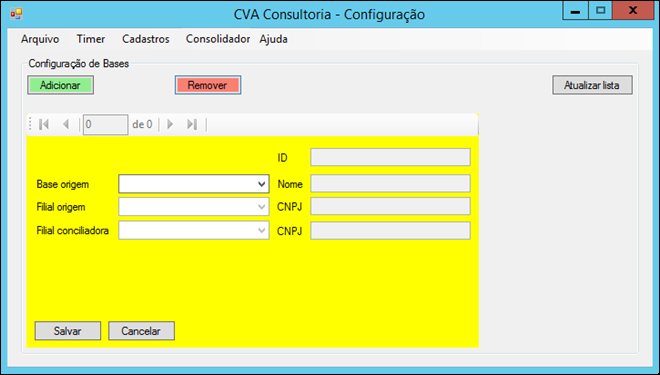 CVA Consultoria - Configuração
Arquivo Timer Cadastros Consolidador Ajuda
Configuração de Bases
Adicionar Remover Atualizar lista
0 de 0
ID
Base origem Nome
Filial origem CNPJ
Filial conciliadora CNPJ
Salvar Cancelar